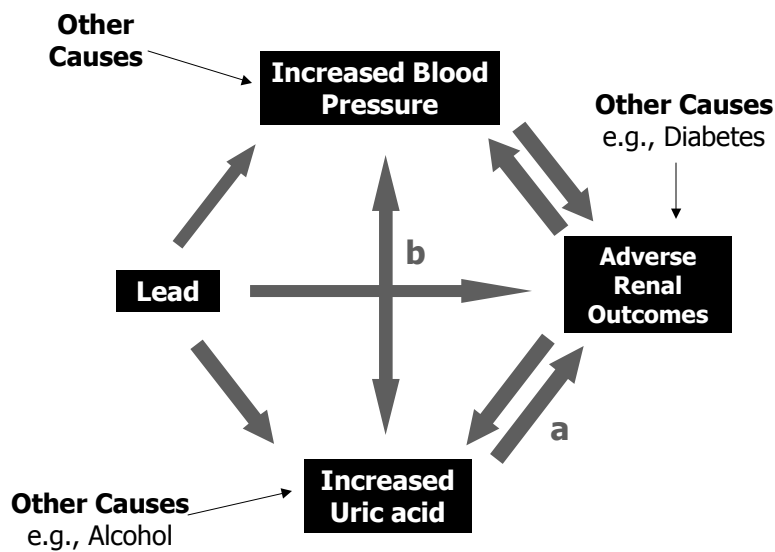 Other
Causes
Increased Blood
Pressure
Other Causes
e.g., Diabetes
b
Lead
Adverse
Renal
Outcomes
a
Increased
Uric acid
Other Causes
e.g., Alcohol